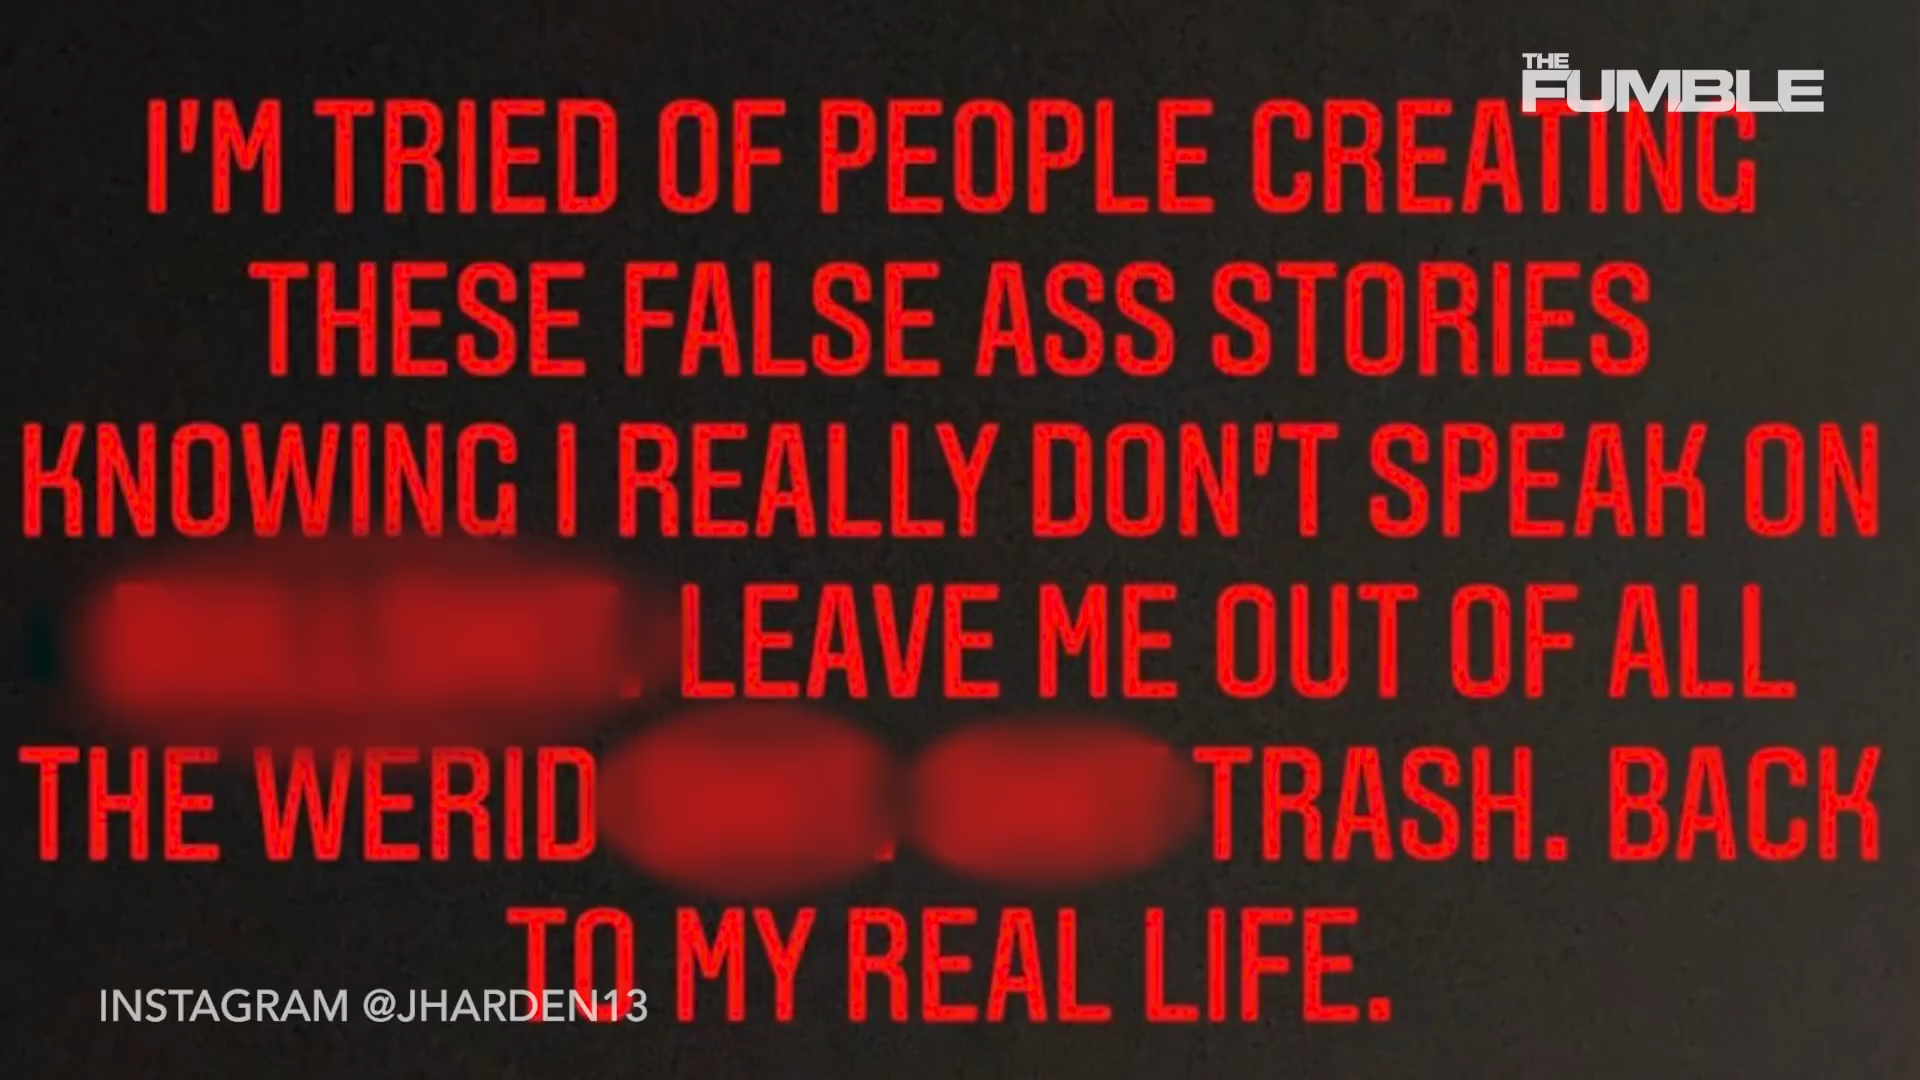 THE
FUMBLE
I'M TRIED OF PEOPLE CREATING
THESE FALSE ASS STORIES
KNOWING I REALLY DON'T SPEAK ON
. LEAVE ME OUT OF ALL
THE WERID . TRASH. BACK
TO MY REAL LIFE.
INSTAGRAM @JHARDEN13